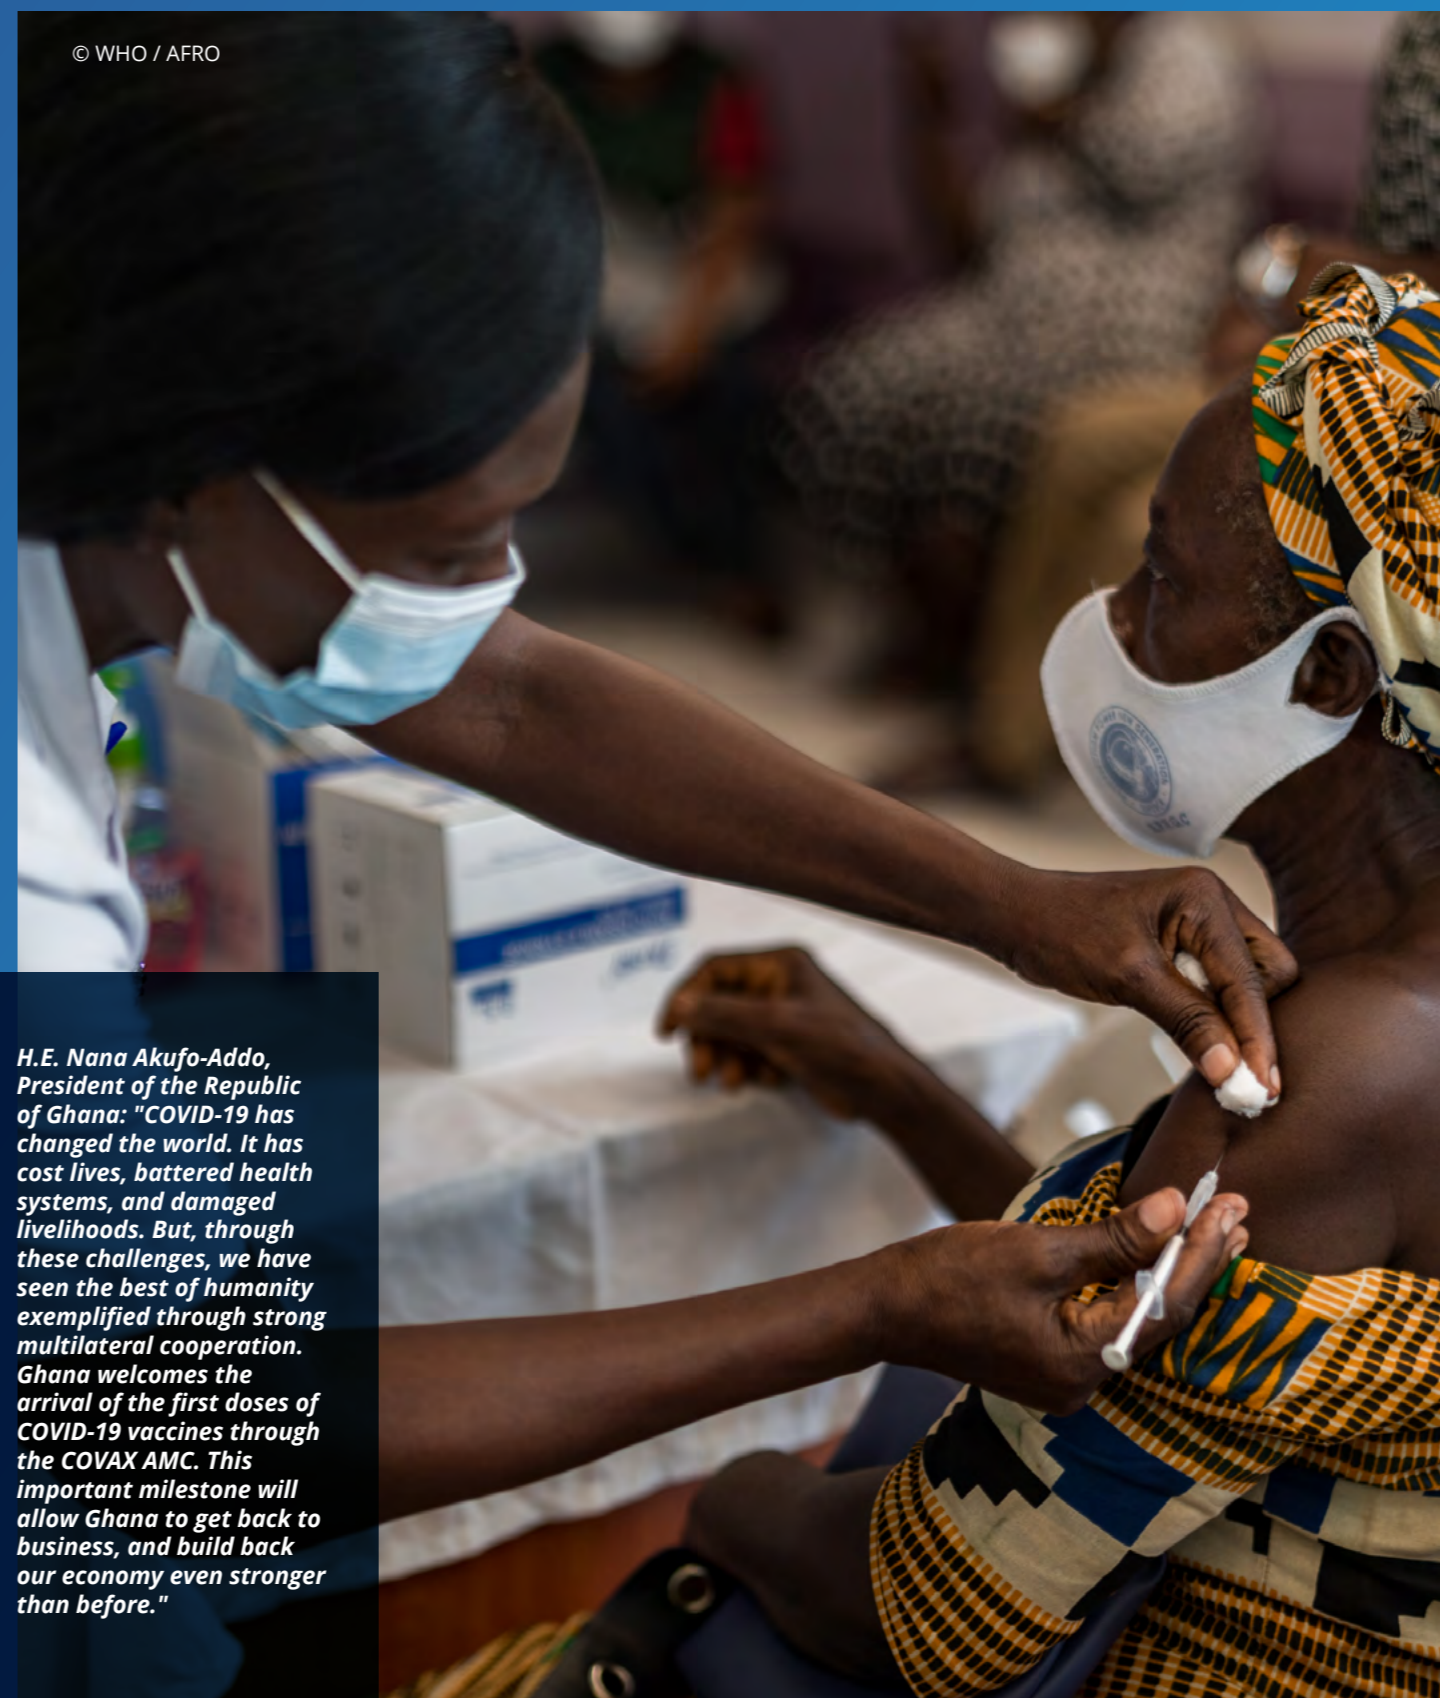 © WHO / AFRO
H.E. Nana Akufo-Addo,
President of the Republic
of Ghana: "COVID-19 has
changed the world. It has
cost lives, battered health
systems, and damaged
livelihoods. But, through
these challenges, we have
seen the best of humanity
exemplified through strong
multilateral cooperation.
Ghana welcomes the
arrival of the first doses of
COVID-19 vaccines through
the COVAX AMC. This
important milestone will
allow Ghana to get back to
business, and build back
our economy even stronger
than before."